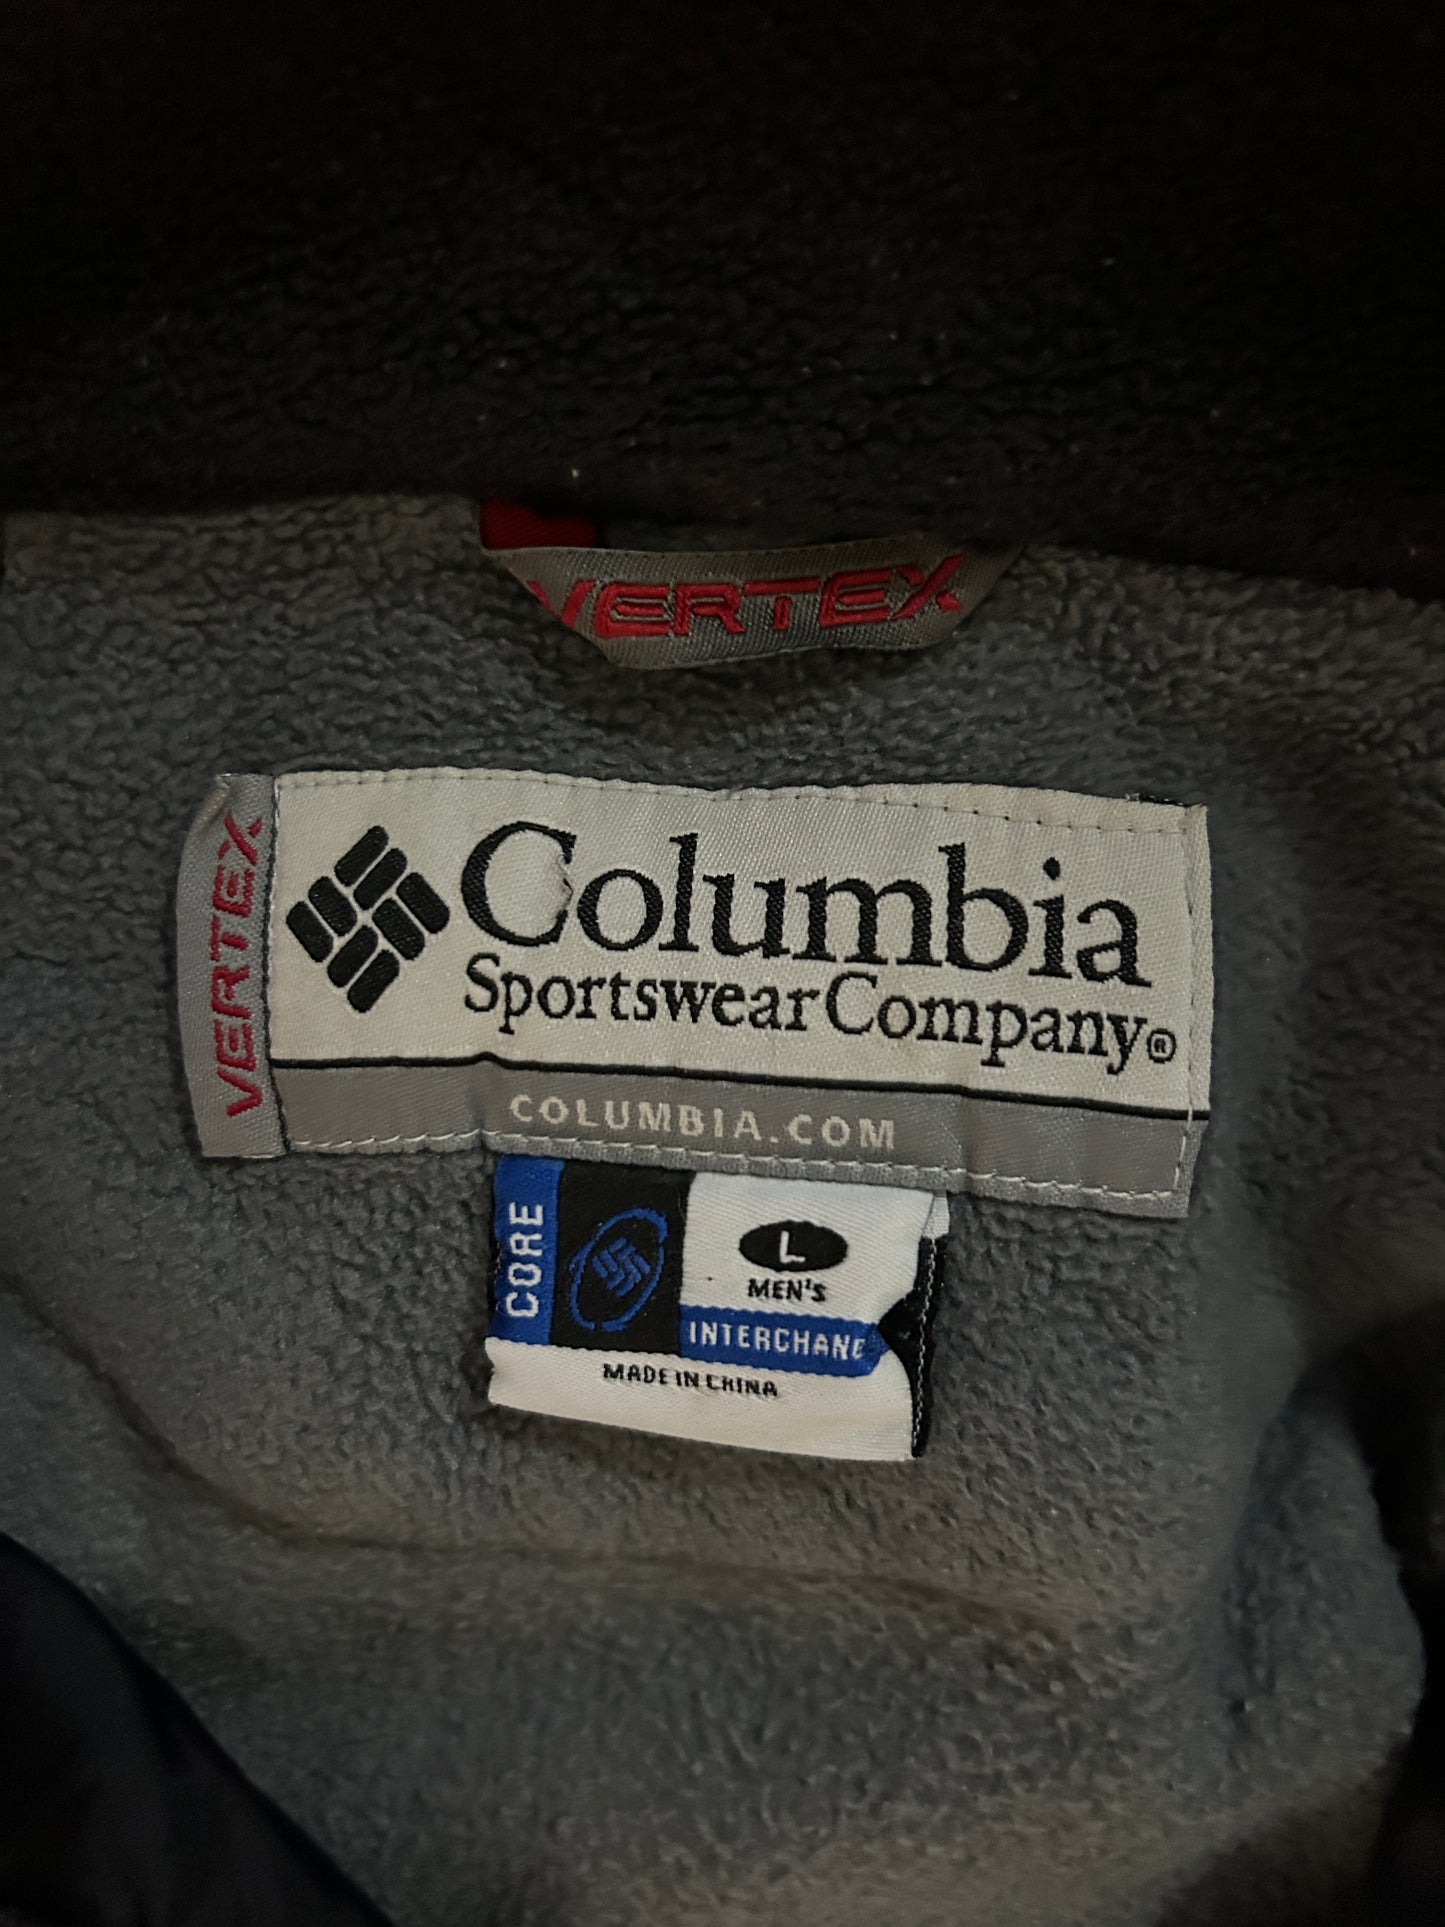 VERTEX
VERTEX
Columbia
Sportswear Company®
COLUMBIA.COM
CORE
L
MEN'S
INTERCHANG
MADE IN CHINA